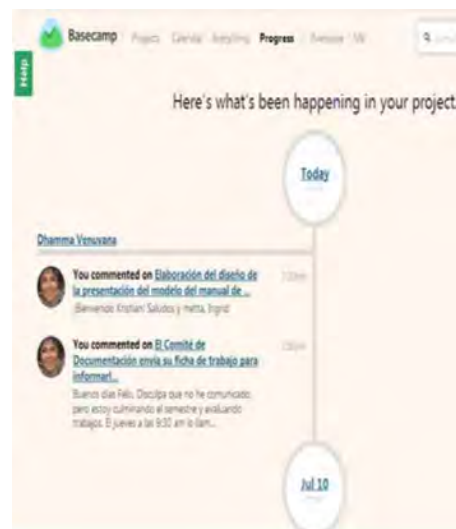 Basecamp Projects Calendar Everything Progress Everyone Me
Help
Here's what's been happening in your project
Today
Dhamma Venuvana
You commented on Elaboración del diseño de
la presentación del modelo del manual de ...
¡Bienvenido Kristian! Saludos y metta, Ingrid
You commented on El Comité de
Documentación envía su ficha de trabajo para
informarl...
Buenos días Felix. Disculpa que no he comunicado,
pero estoy culminando el semestre y evaluando
trabajos. El jueves a las 9:30 am lo llam...
Jul 10